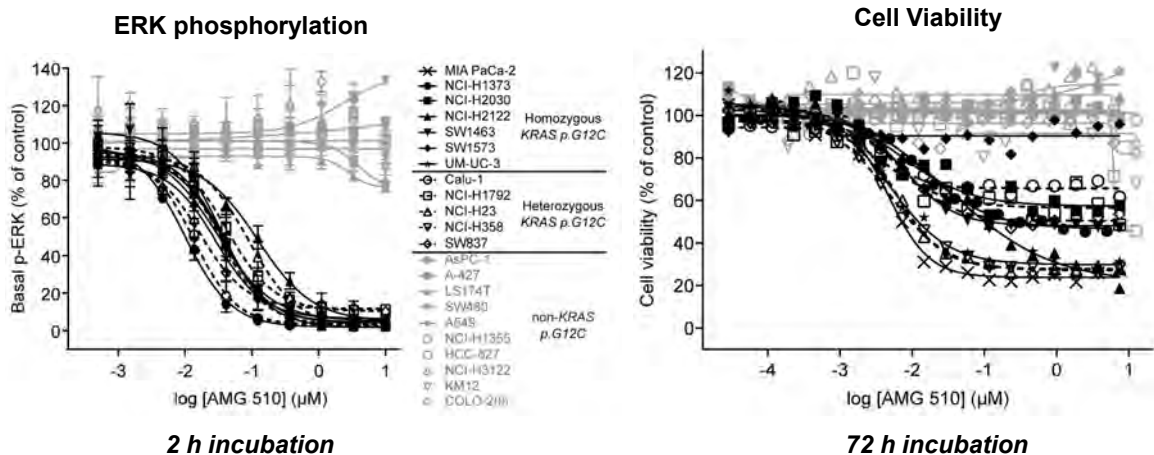 ERK phosphorylation
Basal p-ERK (% of control)
140
120
100
80
60
40
20
0
-3
-2
-1
0
1
log [AMG 510] (μM)
2 h incubation
MIA PaCa-2
NCI-H1373
NCI-H2030
NCI-H2122
SW1463
SW1573
UM-UC-3
Homozygous
KRAS p.G12C
Calu-1
NCI-H1792
NCI-H23
NCI-H358
SW837
Heterozygous
KRAS p.G12C
AsPC-1
A-427
LS174T
SW480
A549
NCI-H1355
HCC-827
NCI-H3122
KM12
COLO-205
non-KRAS
p.G12C
Cell Viability
Cell viability (% of control)
120
100
80
60
40
20
0
-4
-3
-2
-1
0
1
log [AMG 510] (μM)
72 h incubation